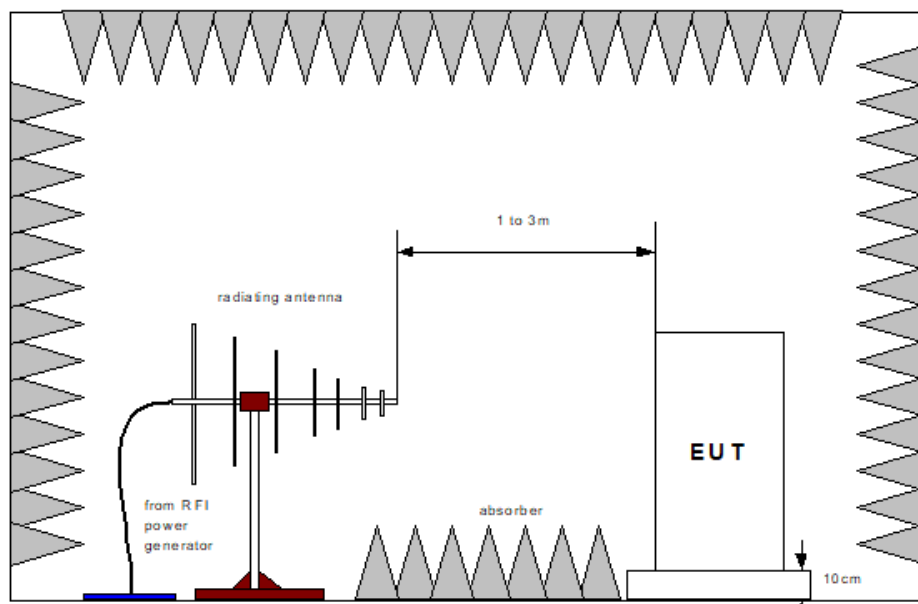 1 to 3m
radiating antenna
EUT
from RFI
power
generator
absorber
10cm